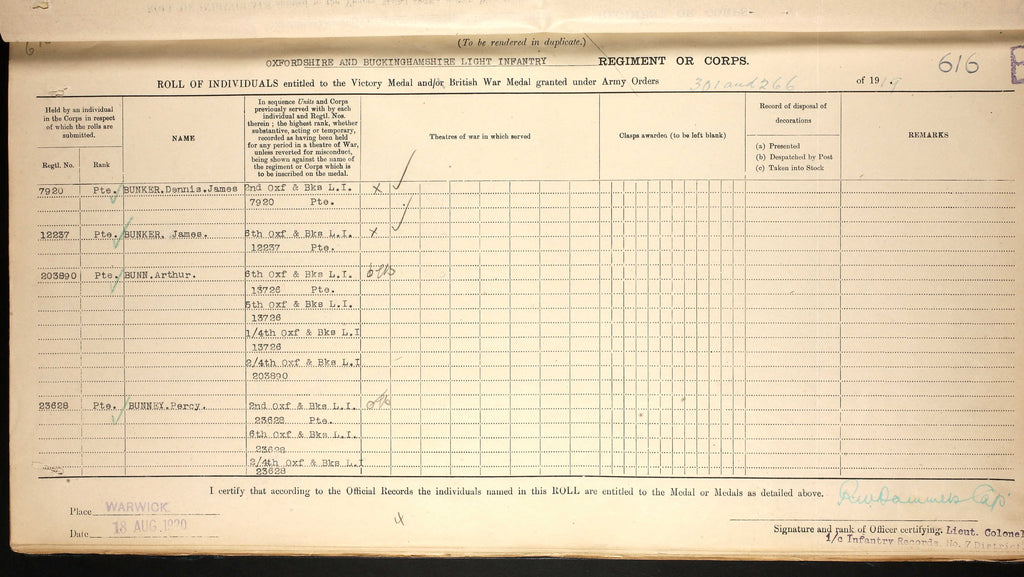 (To be rendered in duplicate.)
OXFORDSHIRE AND BUCKINGHAMSHIRE LIGHT INFANTRY REGIMENT OR CORPS. 616
ROLL OF INDIVIDUALS entitled to the Victory Medal and/or British War Medal granted under Army Orders 301 and 266 of 1919
Held by an individual in the Corps in respect of which the rolls are submitted.
Regtl. No. Rank
NAME
In sequence Units and Corps previously served with by each individual and Regtl. Nos. therein; the highest rank, whether substantive, acting or temporary, recorded as having been held for any period in a theatre of War, unless reverted for misconduct, being shown against the name of the regiment or Corps which is to be inscribed on the medal.
Theatres of war in which served
Clasps awarden (to be left blank)
Record of disposal of decorations
(a) Presented
(b) Despatched by Post
(c) Taken into Stock
REMARKS
7920 Pte. BUNKER.Dennis.James 2nd Oxf & Bks L.I. x
7920 Pte.
12237 Pte. BUNKER. James. 6th Oxf & Bks L.I. x
12237 Pte.
203890 Pte. BUNN.Arthur. 6th Oxf & Bks L.I.
13726 Pte.
5th Oxf & Bks L.I.
13726
1/4th Oxf & Bks L.I
13726
2/4th Oxf & Bks L.I
203890
23628 Pte. BUNNEY.Percy. 2nd Oxf & Bks L.I.
23628 Pte.
6th Oxf & Bks L.I.
23628
2/4th Oxf & Bks L.I
23628
I certify that according to the Official Records the individuals named in this ROLL are entitled to the Medal or Medals as detailed above.
Place WARWICK
Date 18 AUG.1920
Signature and rank of Officer certifying. Lieut. Colonel
i/c Infantry Records. No. 7 District